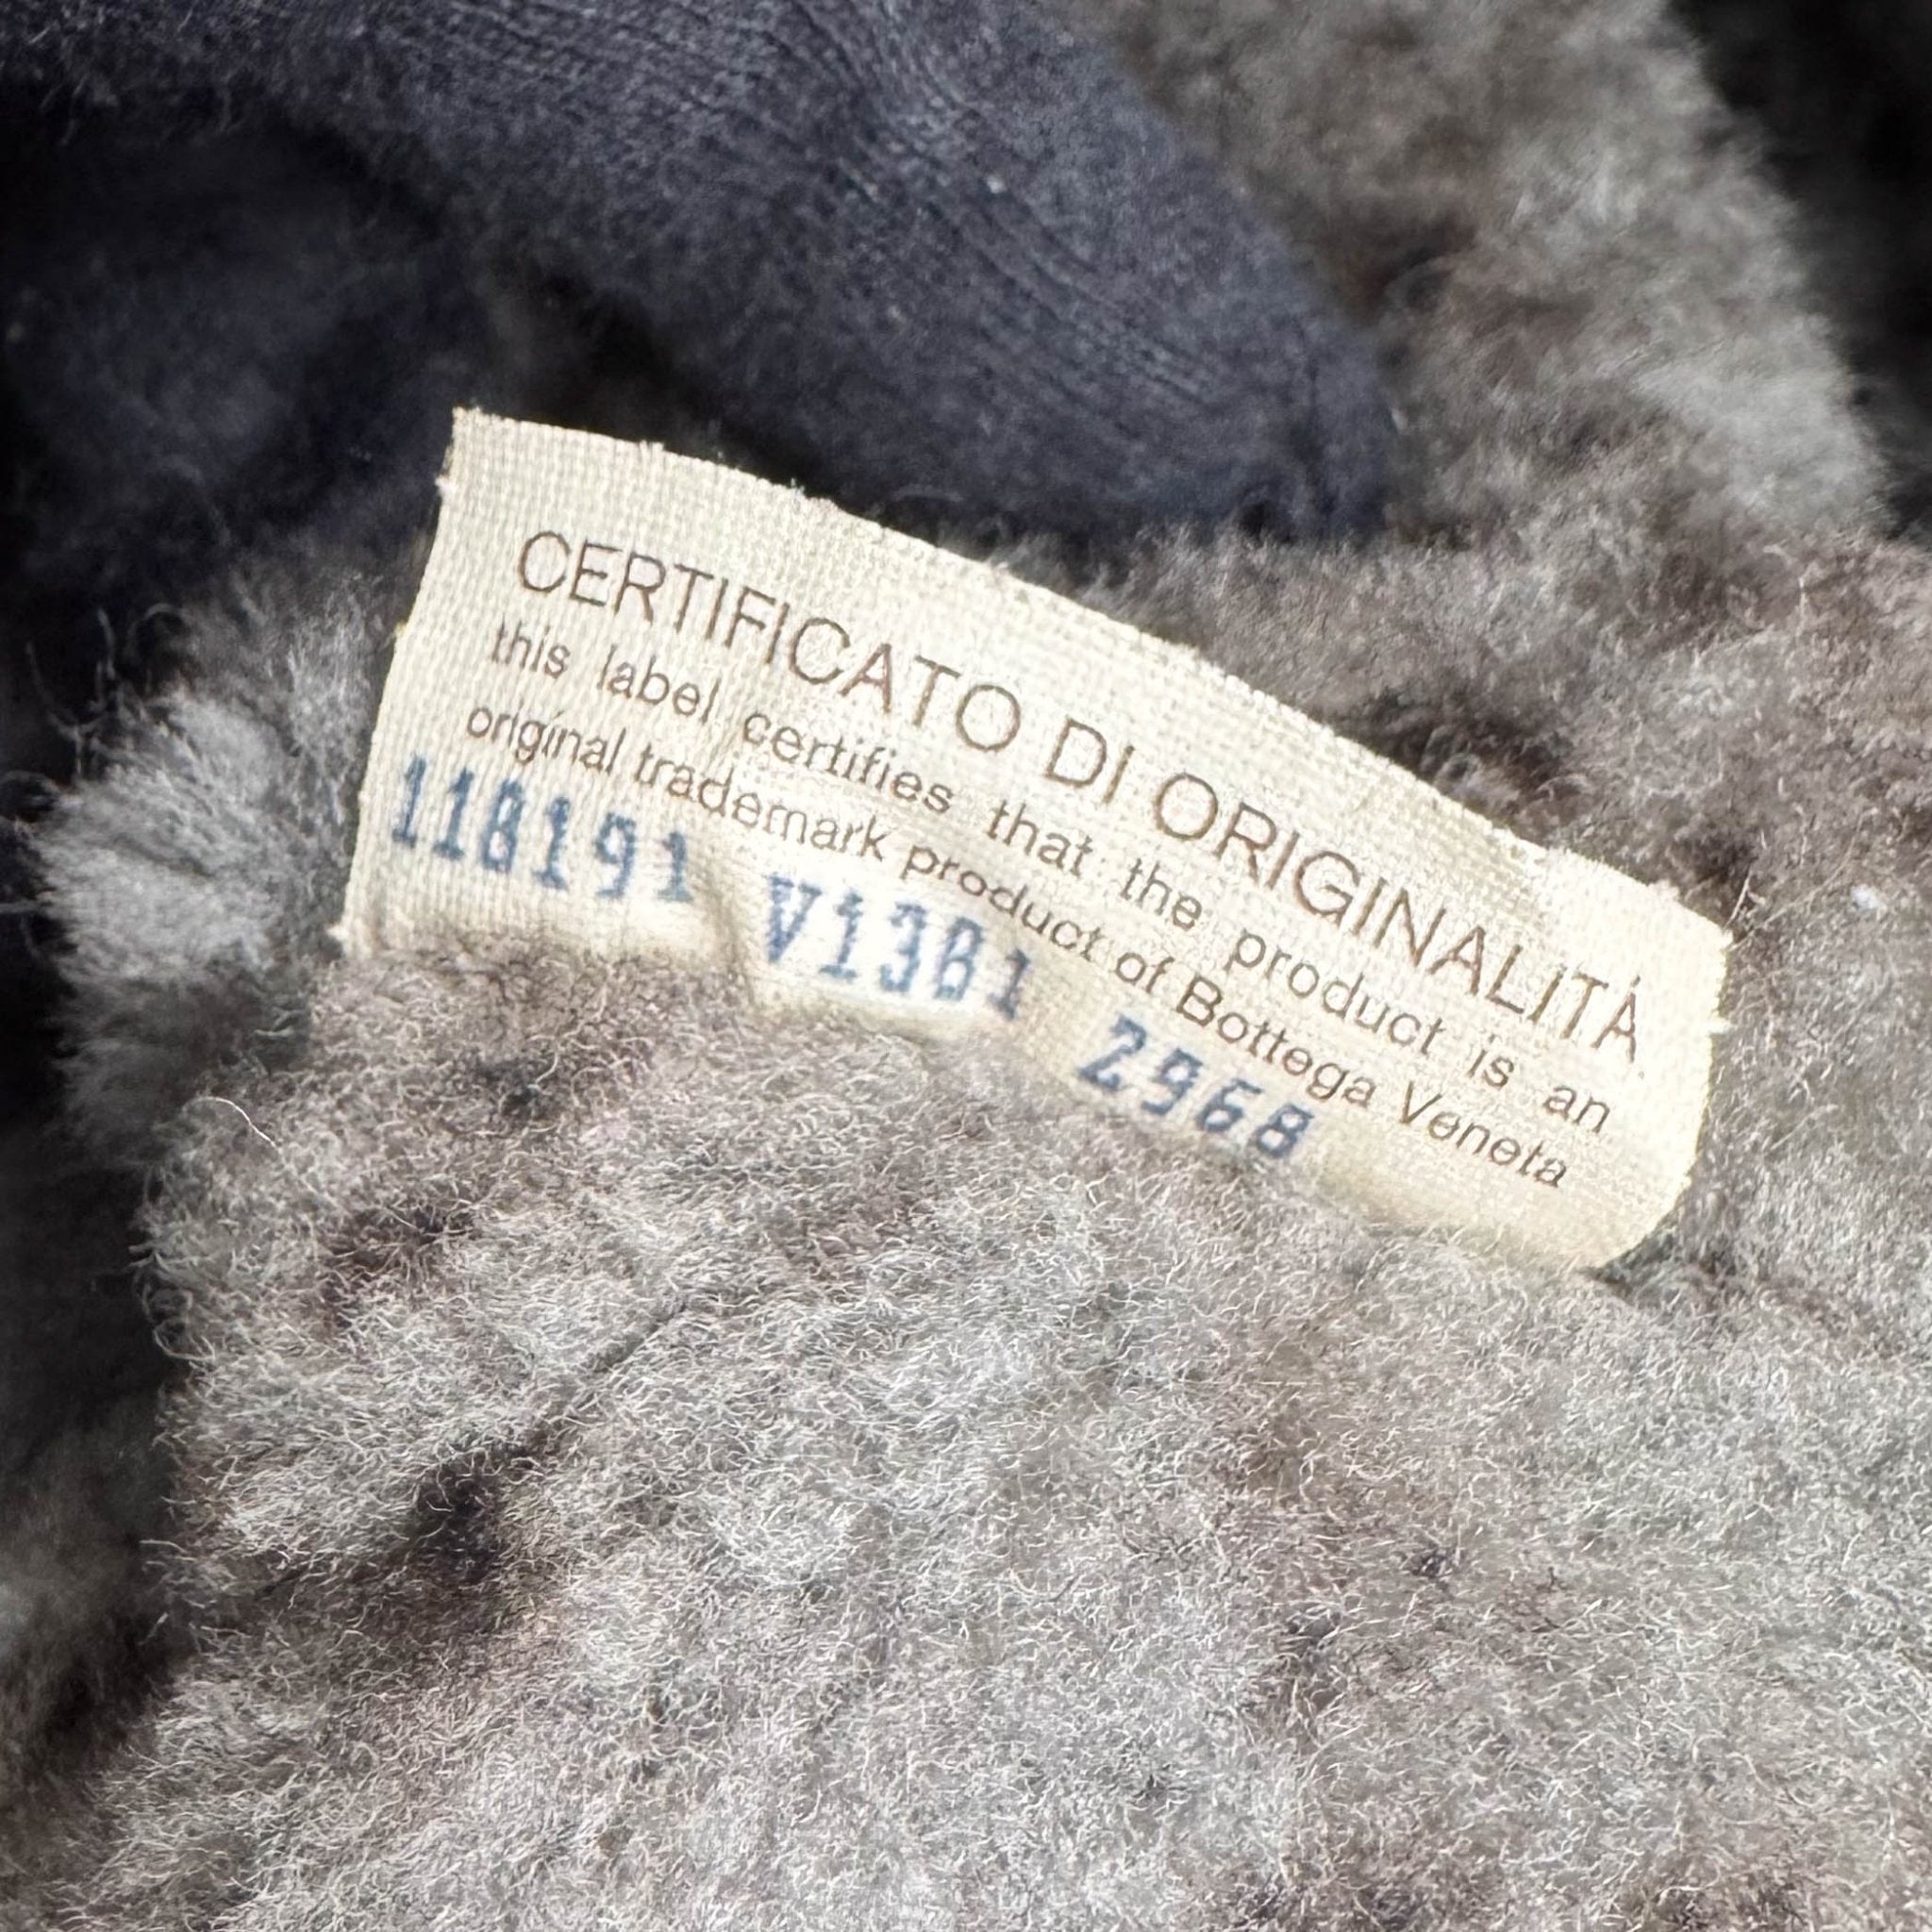 CERTIFICATO DI ORIGINALITÀ
this label certifies that the product is an
original trademark product of Bottega Veneta
118191 V1381 2968